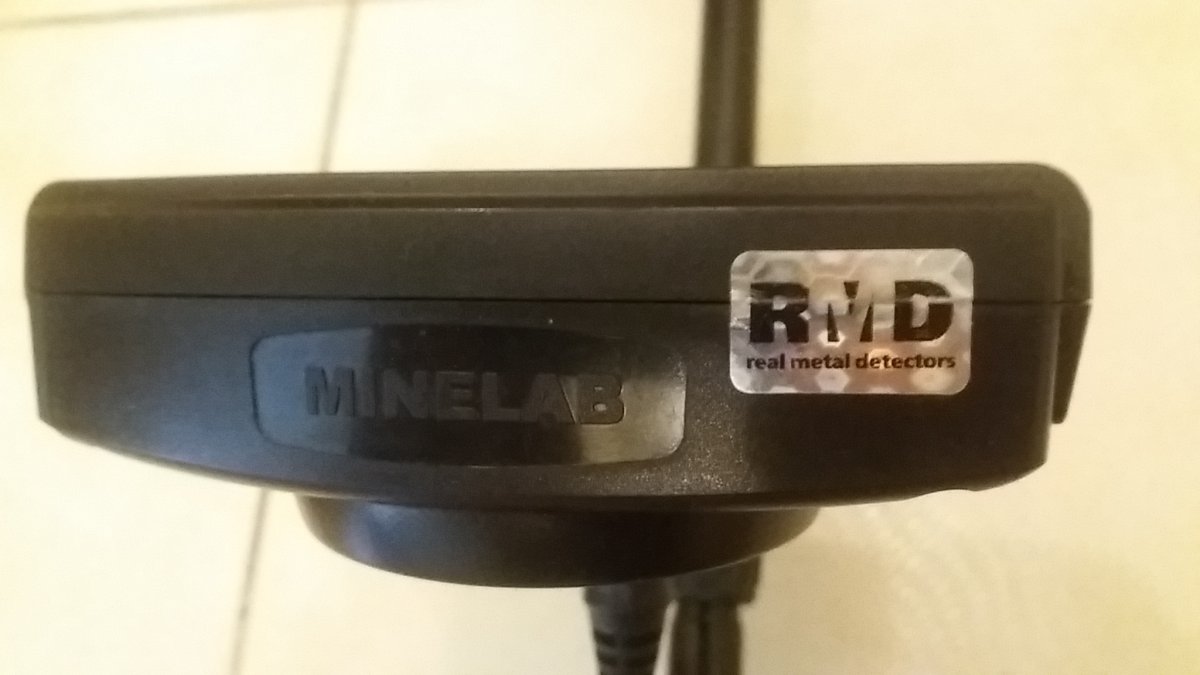 RMD
real metal detectors
MINELAB